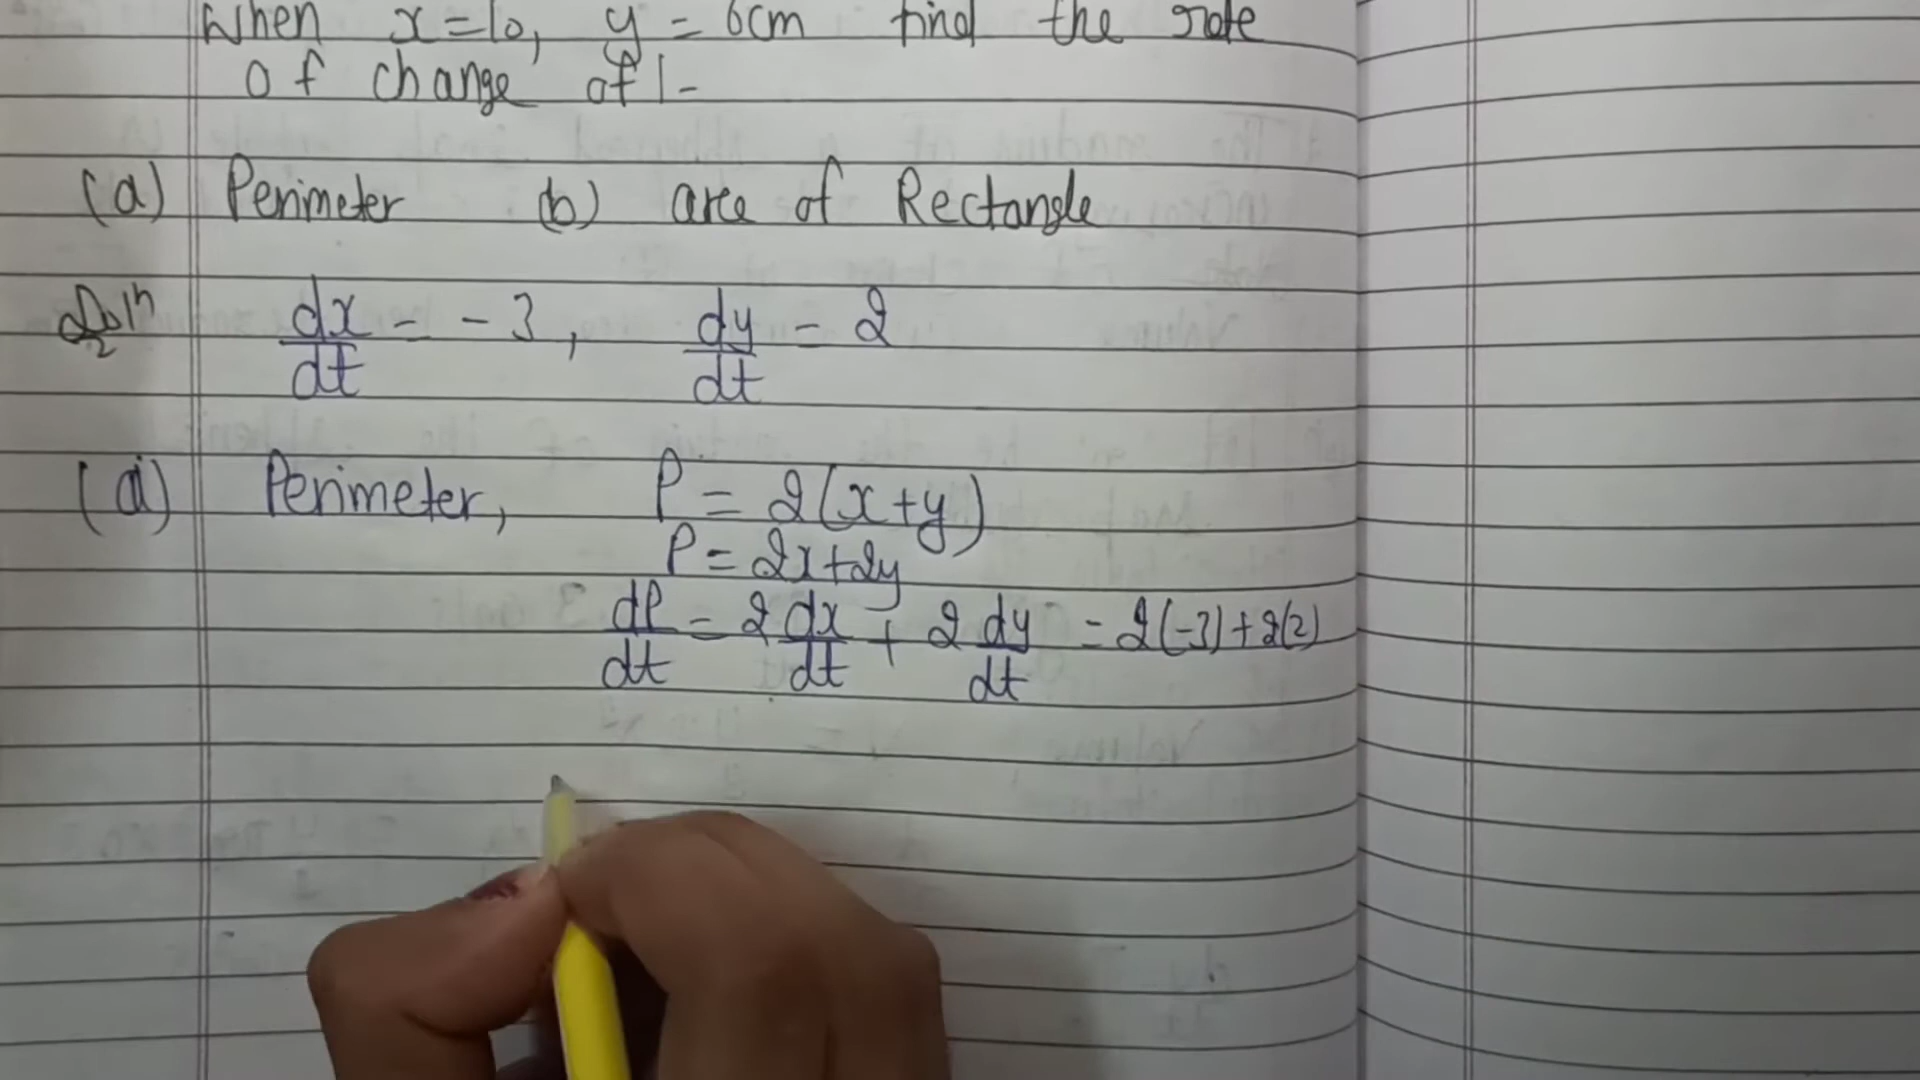 When x=10, y = 6cm find the rate
of change of :-
(a) Perimeter (b) area of Rectangle
Solⁿ dx/dt = -3, dy/dt = 2
(a) Perimeter, P = 2(x+y)
P = 2x+2y
dP/dt = 2 dx/dt + 2 dy/dt = 2(-3) + 2(2)